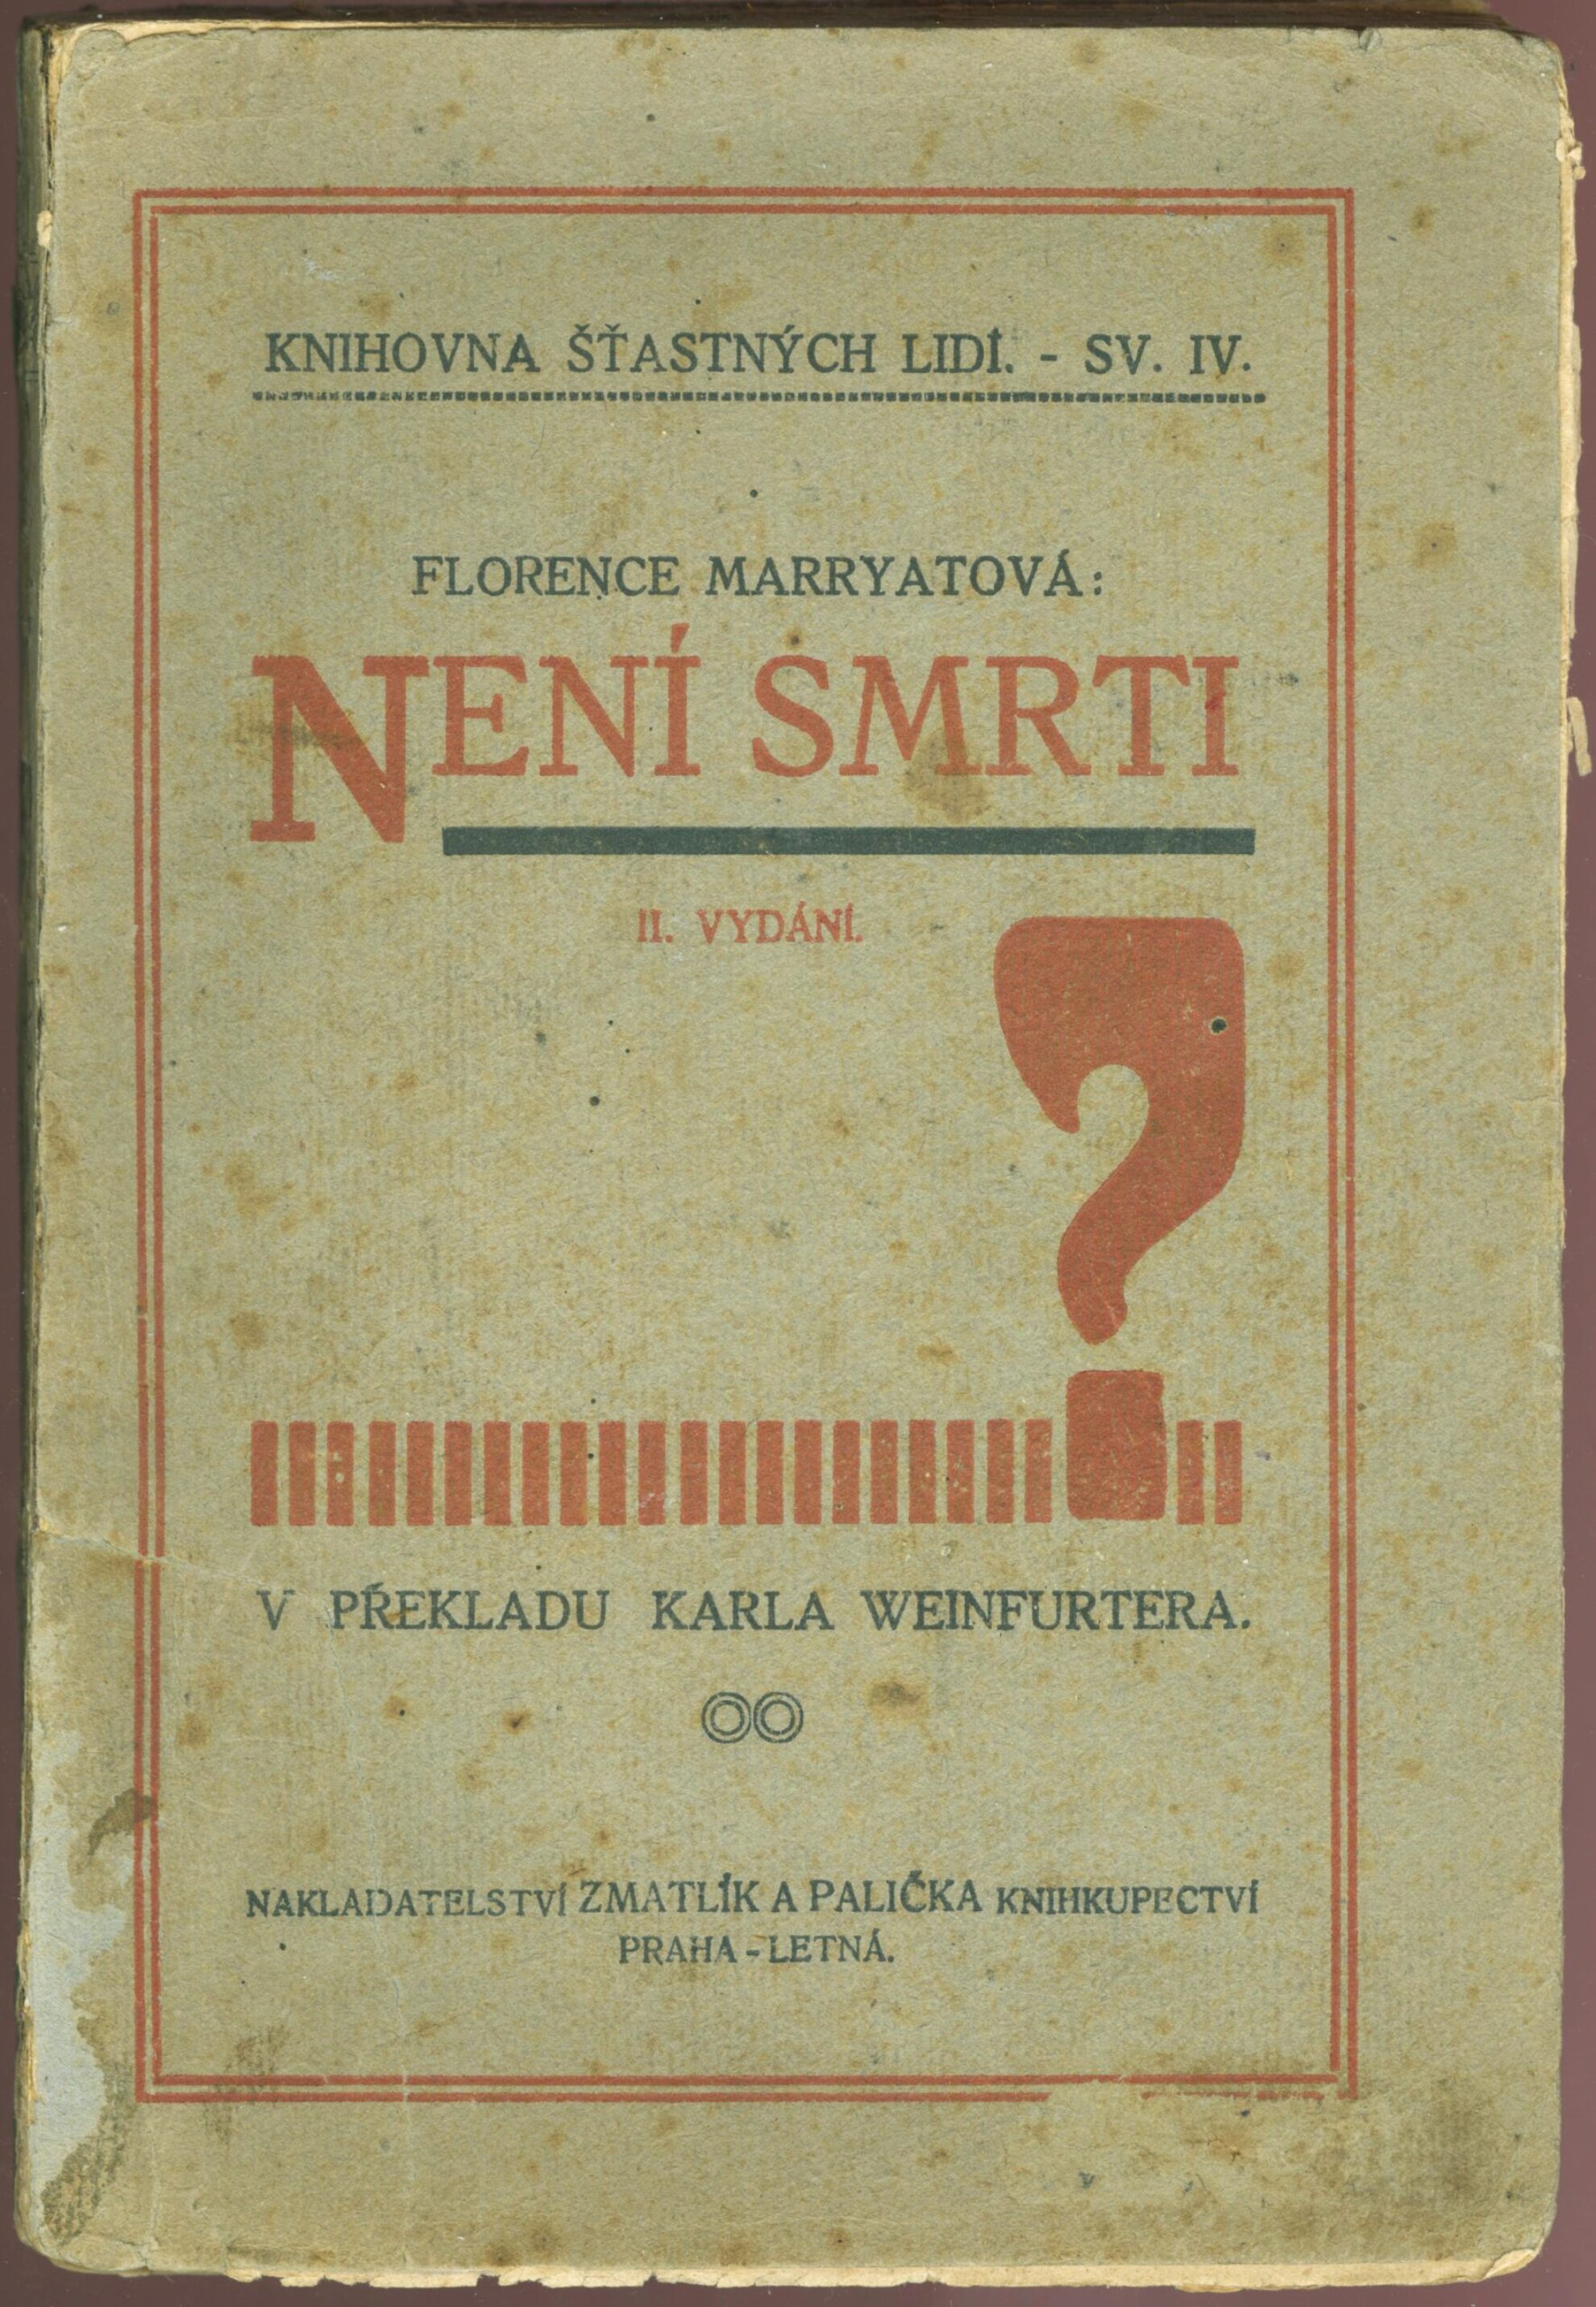 KNIHOVNA ŠŤASTNÝCH LIDÍ. - SV. IV.
FLORENCE MARRYATOVÁ:
NENÍ SMRTI
II. VYDÁNÍ.
?
V PŘEKLADU KARLA WEINFURTERA.
NAKLADATELSTVÍ ZMATLÍK A PALIČKA KNIHKUPECTVÍ
PRAHA - LETNÁ.